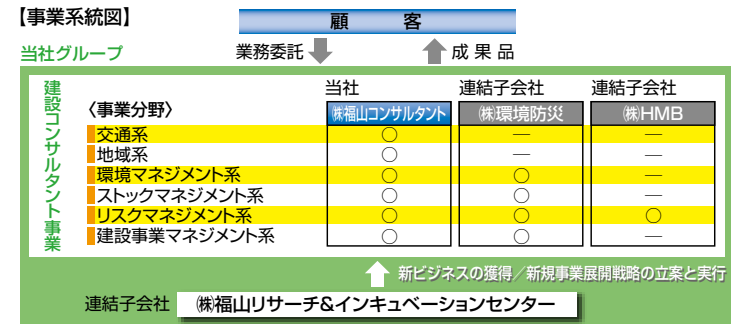 【事業系統図】
顧 客
当社グループ
業務委託 成果品
建設コンサルタント事業
当社 連結子会社 連結子会社
〈事業分野〉 ㈱福山コンサルタント ㈱環境防災 ㈱HMB
交通系 ○ ― ―
地域系 ○ ― ―
環境マネジメント系 ○ ○ ―
ストックマネジメント系 ○ ○ ―
リスクマネジメント系 ○ ○ ○
建設事業マネジメント系 ○ ○ ―
新ビジネスの獲得/新規事業展開戦略の立案と実行
連結子会社 ㈱福山リサーチ&インキュベーションセンター